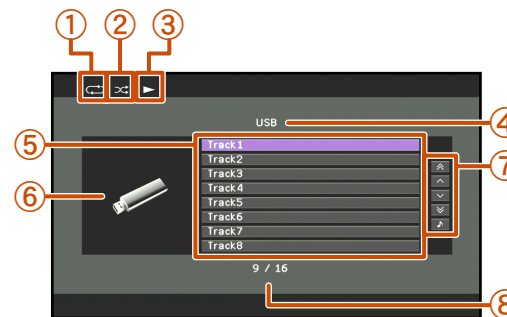 ① ② ③
USB
④
⑤
Track1
Track2
Track3
Track4
Track5
Track6
Track7
Track8
⑥
⑦
9 / 16
⑧